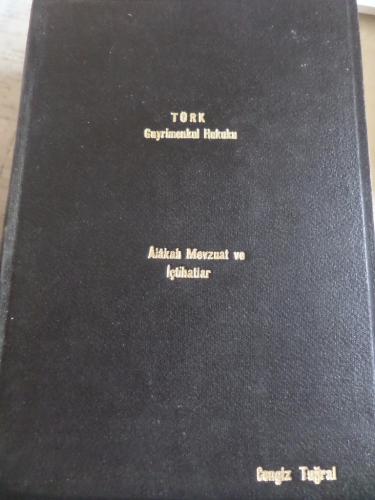 TÜRK
Gayrimenkul Hukuku
Alâkalı Mevzuat ve
İçtihatlar
Cengiz Tuğral